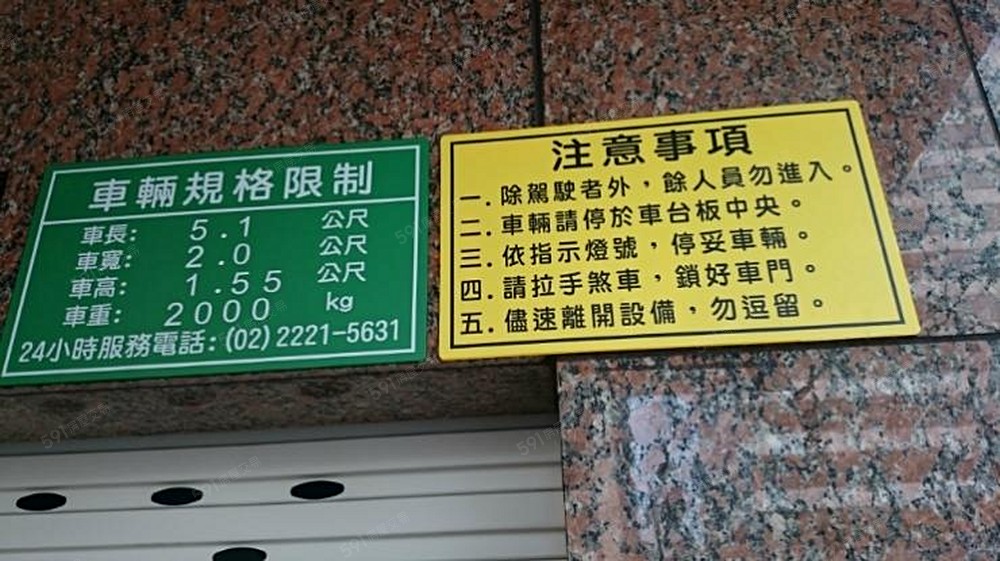 車輛規格限制
車長: 5.1 公尺
車寬: 2.0 公尺
車高: 1.55 公尺
車重: 2000 kg
24小時服務電話:(02)2221-5631
注意事項
一.除駕駛者外，餘人員勿進入。
二.車輛請停於車台板中央。
三.依指示燈號，停妥車輛。
四.請拉手煞車，鎖好車門。
五.儘速離開設備，勿逗留。